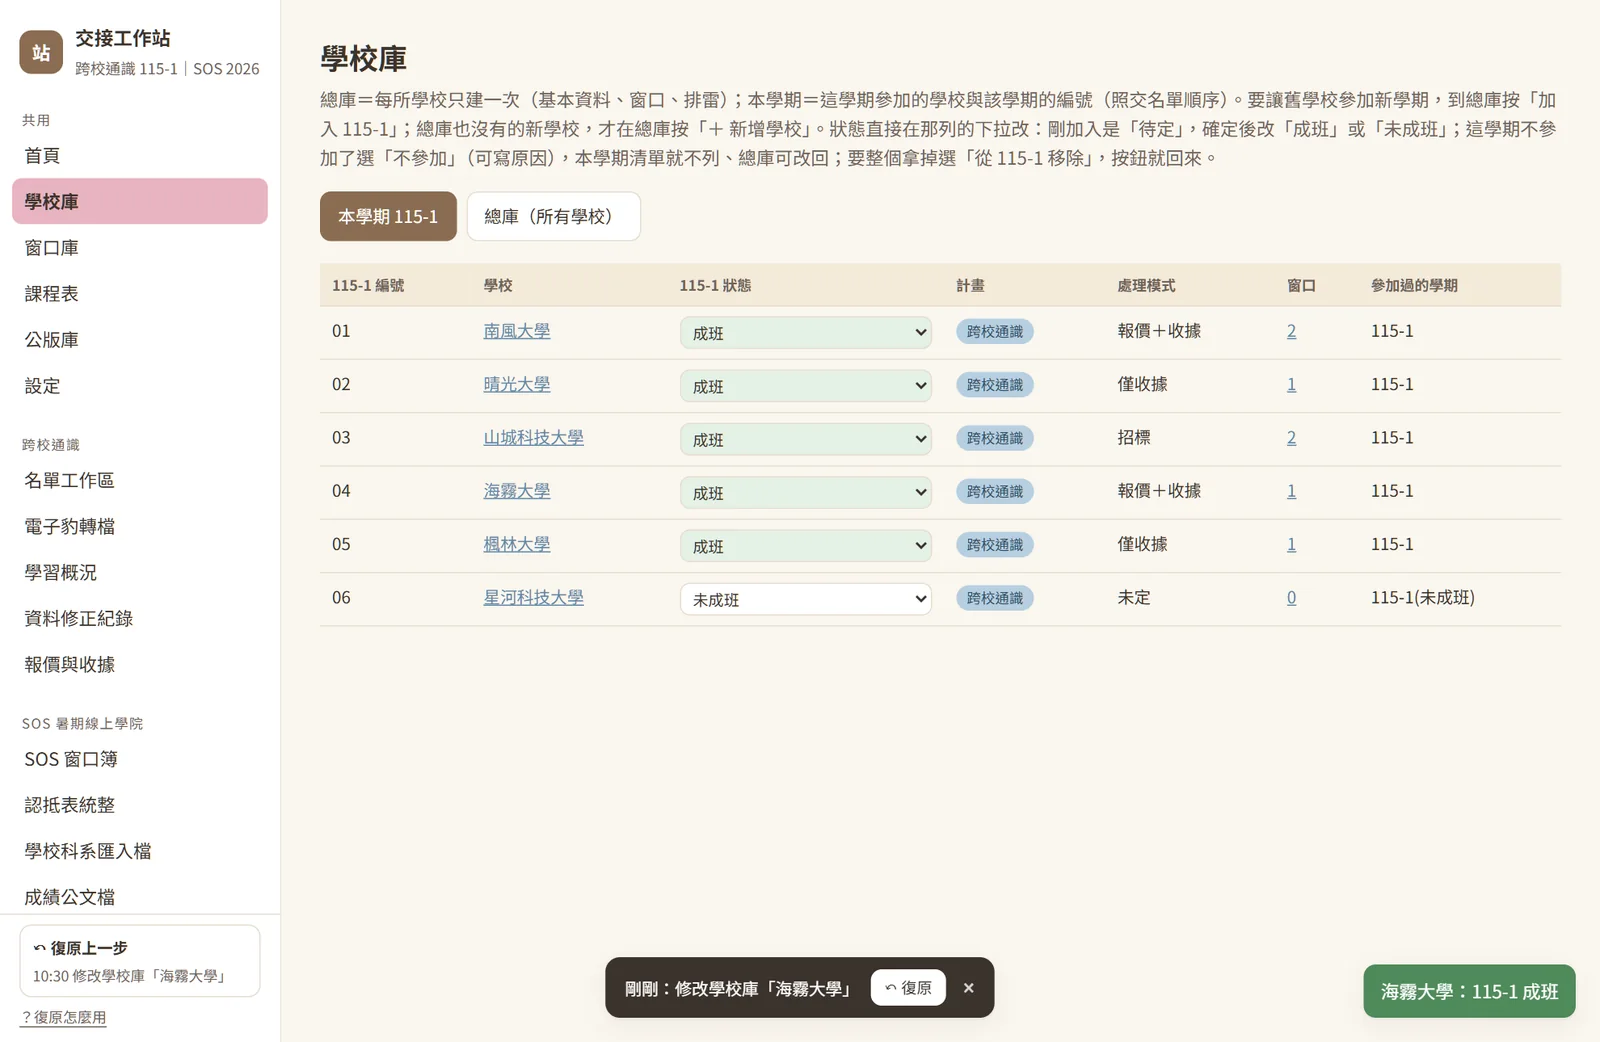 站
交接工作站
跨校通識 115-1｜SOS 2026
共用
首頁
學校庫
窗口庫
課程表
公版庫
設定
跨校通識
名單工作區
電子豹轉檔
學習概況
資料修正紀錄
報價與收據
SOS 暑期線上學院
SOS 窗口簿
認抵表統整
學校科系匯入檔
成績公文檔
↶ 復原上一步
10:30 修改學校庫「海霧大學」
？復原怎麼用
學校庫
總庫＝每所學校只建一次（基本資料、窗口、排雷）；本學期＝這學期參加的學校與該學期的編號（照交名單順序）。要讓舊學校參加新學期，到總庫按「加
入 115-1」；總庫也沒有的新學校，才在總庫按「＋ 新增學校」。狀態直接在那列的下拉改：剛加入是「待定」，確定後改「成班」或「未成班」；這學期不參
加了選「不參加」（可寫原因），本學期清單就不列、總庫可改回；要整個拿掉選「從 115-1 移除」，按鈕就回來。
本學期 115-1
總庫（所有學校）
115-1 編號 學校 115-1 狀態 計畫 處理模式 窗口 參加過的學期
01 南風大學 成班 跨校通識 報價＋收據 2 115-1
02 晴光大學 成班 跨校通識 僅收據 1 115-1
03 山城科技大學 成班 跨校通識 招標 2 115-1
04 海霧大學 成班 跨校通識 報價＋收據 1 115-1
05 楓林大學 成班 跨校通識 僅收據 1 115-1
06 星河科技大學 未成班 跨校通識 未定 0 115-1(未成班)
剛剛：修改學校庫「海霧大學」 ↶ 復原 ×
海霧大學：115-1 成班